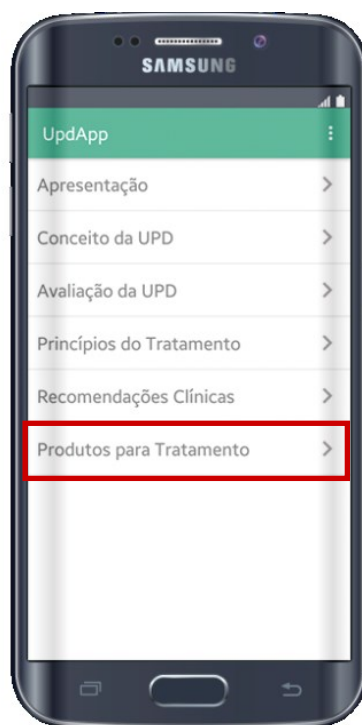 SAMSUNG
UpdApp
Apresentação
Conceito da UPD
Avaliação da UPD
Princípios do Tratamento
Recomendações Clínicas
Produtos para Tratamento